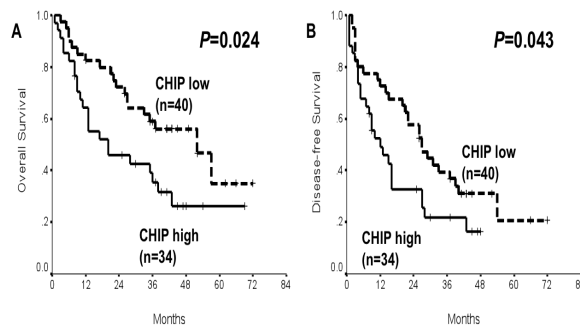 A
P=0.024
1.0
.8
.6
.4
.2
0.0
Overall Survival
CHIP low
(n=40)
CHIP high
(n=34)
0 12 24 36 48 60 72 84
Months
B
P=0.043
1.0
.8
.6
.4
.2
0.0
Disease-free Survival
CHIP low
(n=40)
CHIP high
(n=34)
0 12 24 36 48 60 72 84
Months